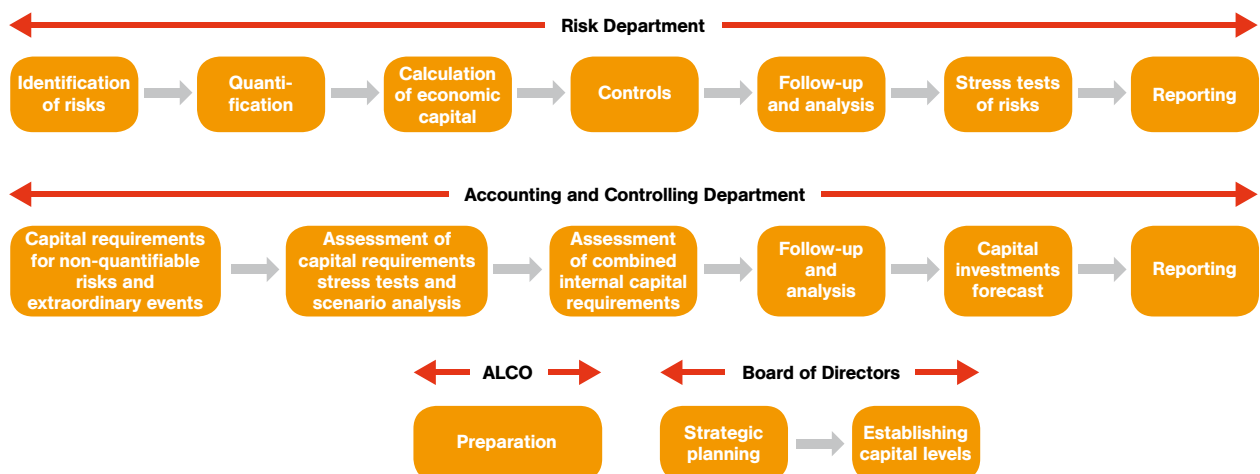 Risk Department
Identification
of risks
Quanti-
fication
Calculation
of economic
capital
Controls
Follow-up
and analysis
Stress tests
of risks
Reporting
Accounting and Controlling Department
Capital requirements
for non-quantifiable
risks and
extraordinary events
Assessment of
capital requirements
stress tests and
scenario analysis
Assessment
of combined
internal capital
requirements
Follow-up
and
analysis
Capital
investments
forecast
Reporting
ALCO
Preparation
Board of Directors
Strategic
planning
Establishing
capital levels